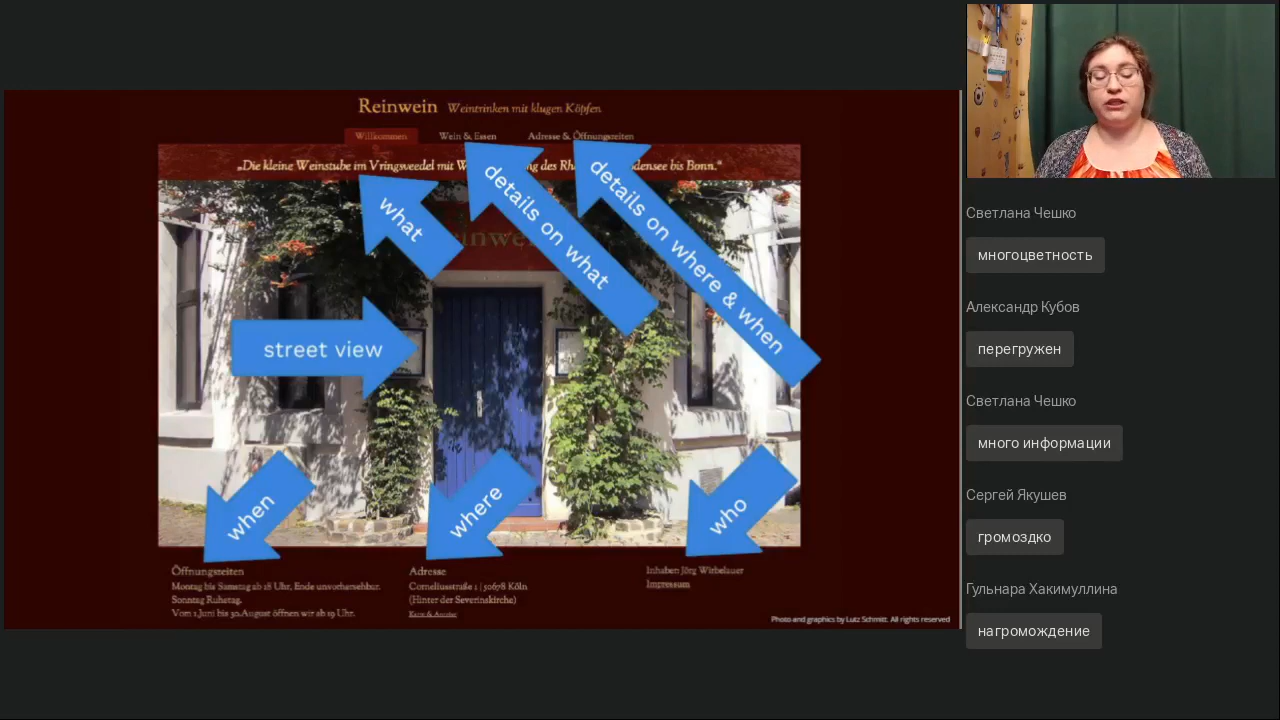 Reinwein Weintrinken mit klugen Köpfen.
Willkommen Wein & Essen Adresse & Öffnungszeiten
„Die kleine Weinstube im Vringsveedel mit des bis Bonn.“
what
details on what
details on where & when
street view
when
where
who
Öffnungszeiten
Montag bis Samstag ab 18 Uhr, Ende unvorhersehbar.
Sonntag Ruhetag.
Vom 1.Juni bis 30.August öffnen wir ab 19 Uhr.
Adresse
Corneliusstraße 1 | 50678 Köln
(Hinter der Severinskirche)
Karte & Anreise
Inhaber: Jörg Wirbelauer
Impressum
Photo and graphics by Lutz Schmitt. All rights reserved
Светлана Чешко
многоцветность
Александр Кубов
перегружен
Светлана Чешко
много информации
Сергей Якушев
громоздко
Гульнара Хакимуллина
нагромождение